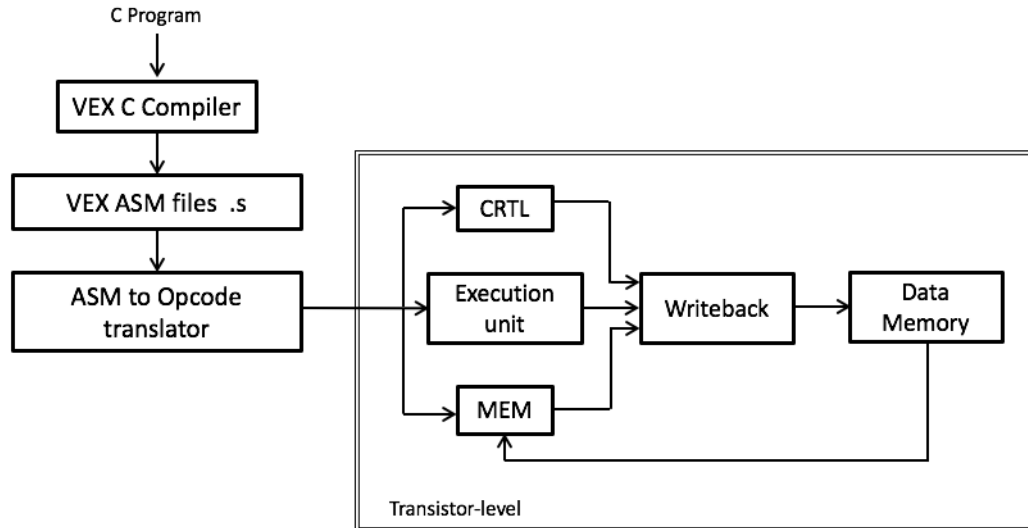 C Program
VEX C Compiler
VEX ASM files .s
ASM to Opcode
translator
CRTL
Execution
unit
MEM
Writeback
Data
Memory
Transistor-level